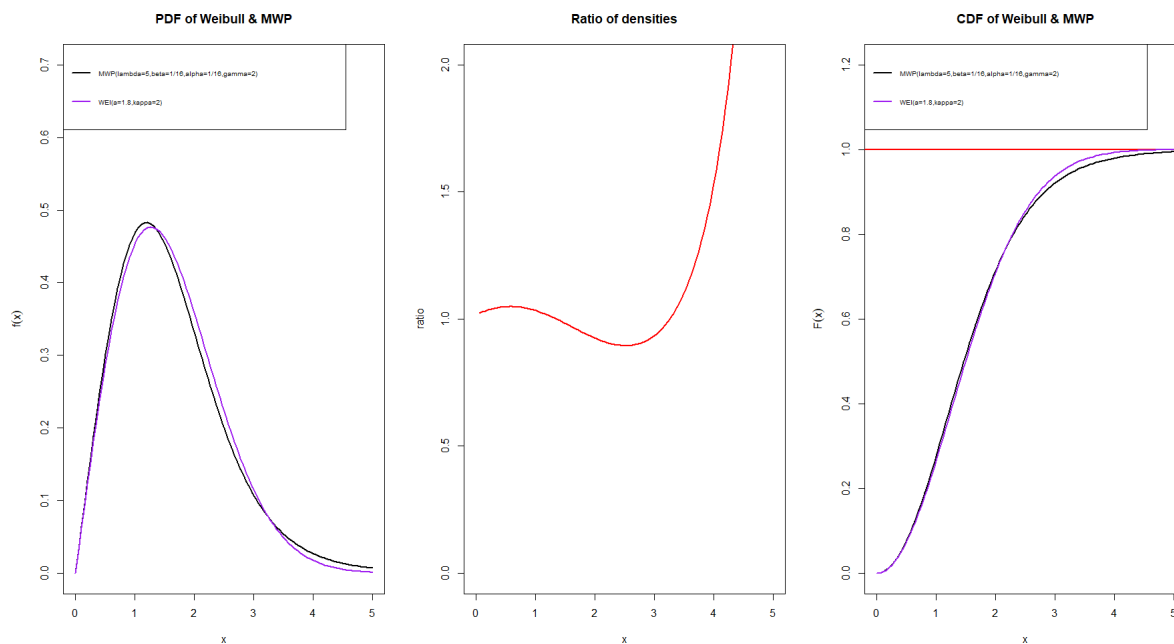 PDF of Weibull & MWP
MWP(lambda=5,beta=1/16,alpha=1/16,gamma=2)
WEI(a=1.8,kappa=2)
f(x)
0.7
0.6
0.5
0.4
0.3
0.2
0.1
0.0
0 1 2 3 4 5
x
Ratio of densities
ratio
2.0
1.5
1.0
0.5
0.0
0 1 2 3 4 5
x
CDF of Weibull & MWP
MWP(lambda=5,beta=1/16,alpha=1/16,gamma=2)
WEI(a=1.8,kappa=2)
F(x)
1.2
1.0
0.8
0.6
0.4
0.2
0.0
0 1 2 3 4 5
x